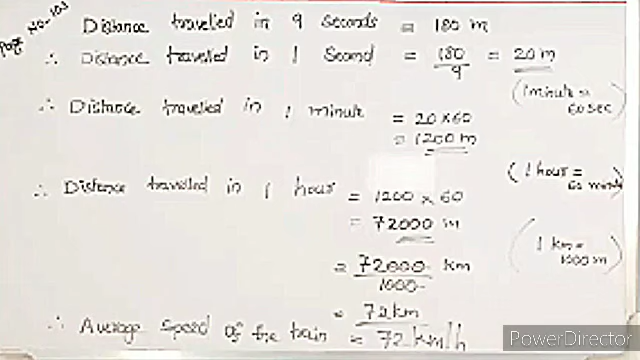 Page No-103
Distance travelled in 9 seconds = 180 m
∴ Distance travelled in 1 Second = 180/9 = 20 m
∴ Distance travelled in 1 minute = 20 x 60
(1 minute = 60 sec)
= 1200 m
∴ Distance travelled in 1 hour = 1200 x 60
(1 hour = 60 minute)
= 72000 m
= 72000/1000 km
(1 km = 1000 m)
= 72 km
∴ Average Speed of the train = 72 km/h
PowerDirector